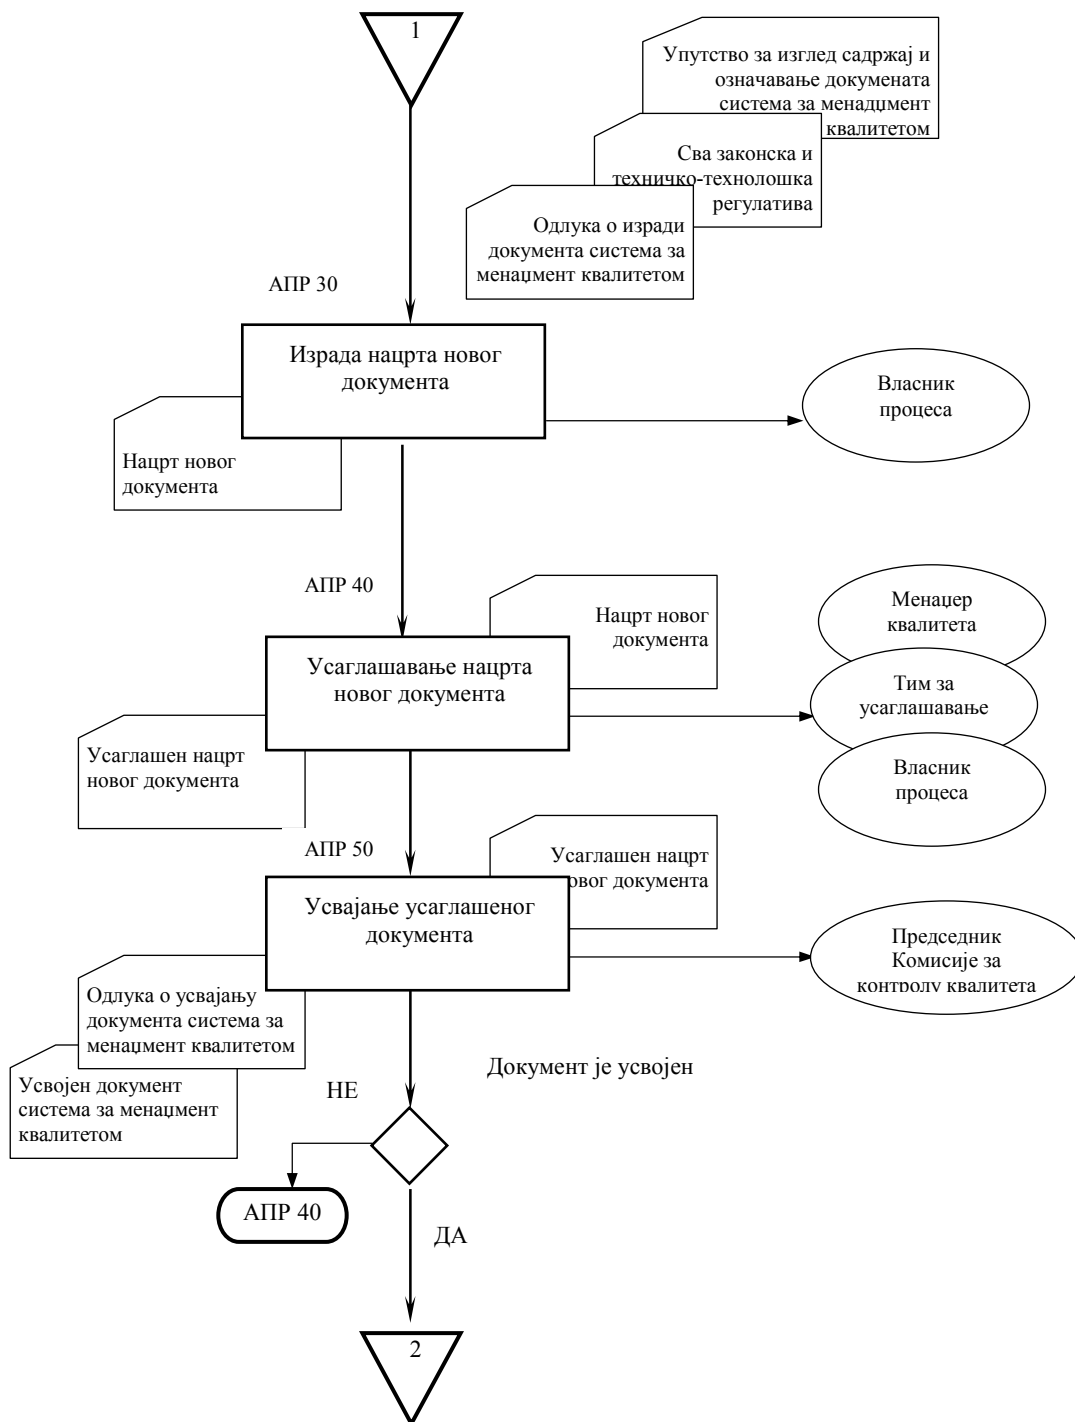 1
Упутство за изглед садржај и
означавање докумената
система за менадџмент
квалитетом
Сва законска и
техничко-технолошка
регулатива
Одлука о изради
документа система за
менаџмент квалитетом
АПР 30
Израда нацрта новог
документа
Власник
процеса
Нацрт новог
документа
АПР 40
Нацрт новог
документа
Менаџер
квалитета
Усаглашавање нацрта
новог документа
Тим за
усаглашавање
Усаглашен нацрт
новог документа
Власник
процеса
АПР 50
Усаглашен нацрт
новог документа
Усвајање усаглашеног
документа
Председник
Комисије за
контролу квалитета
Одлука о усвајању
документа система за
менаџмент квалитетом
Усвојен документ
система за менаџмент
квалитетом
Документ је усвојен
НЕ
АПР 40
ДА
2